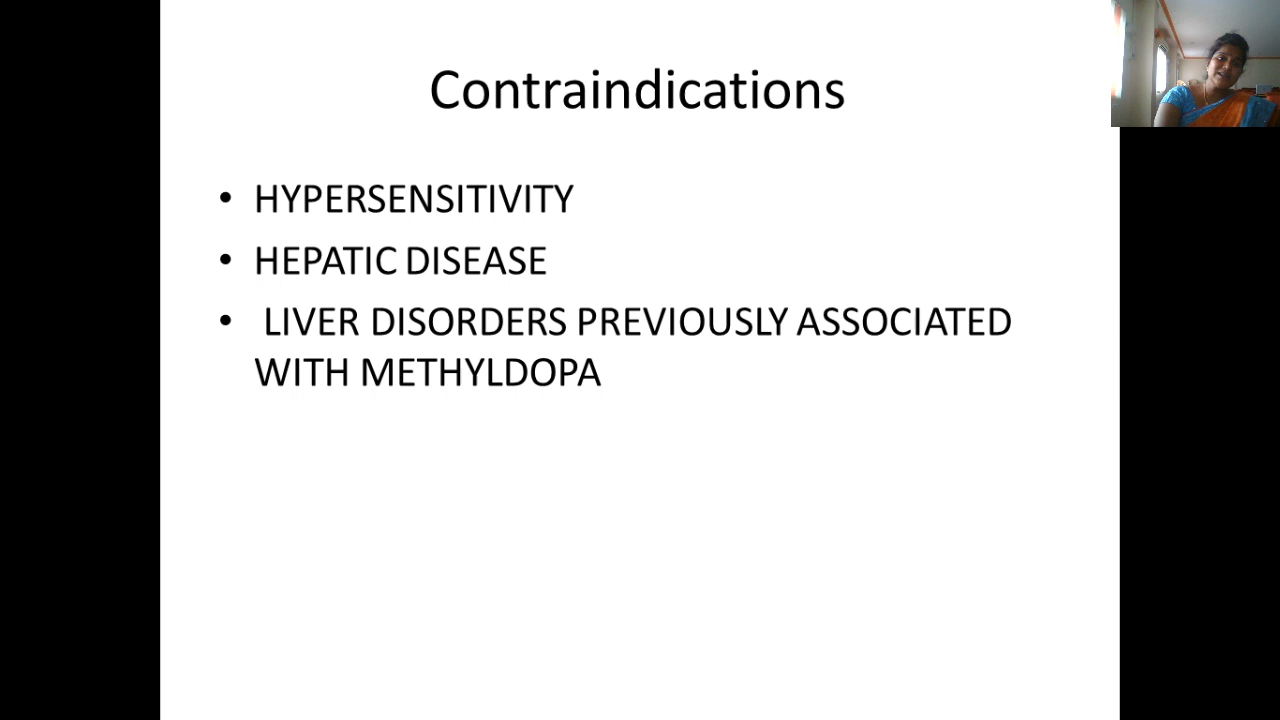 Contraindications
• HYPERSENSITIVITY
• HEPATIC DISEASE
• LIVER DISORDERS PREVIOUSLY ASSOCIATED
WITH METHYLDOPA